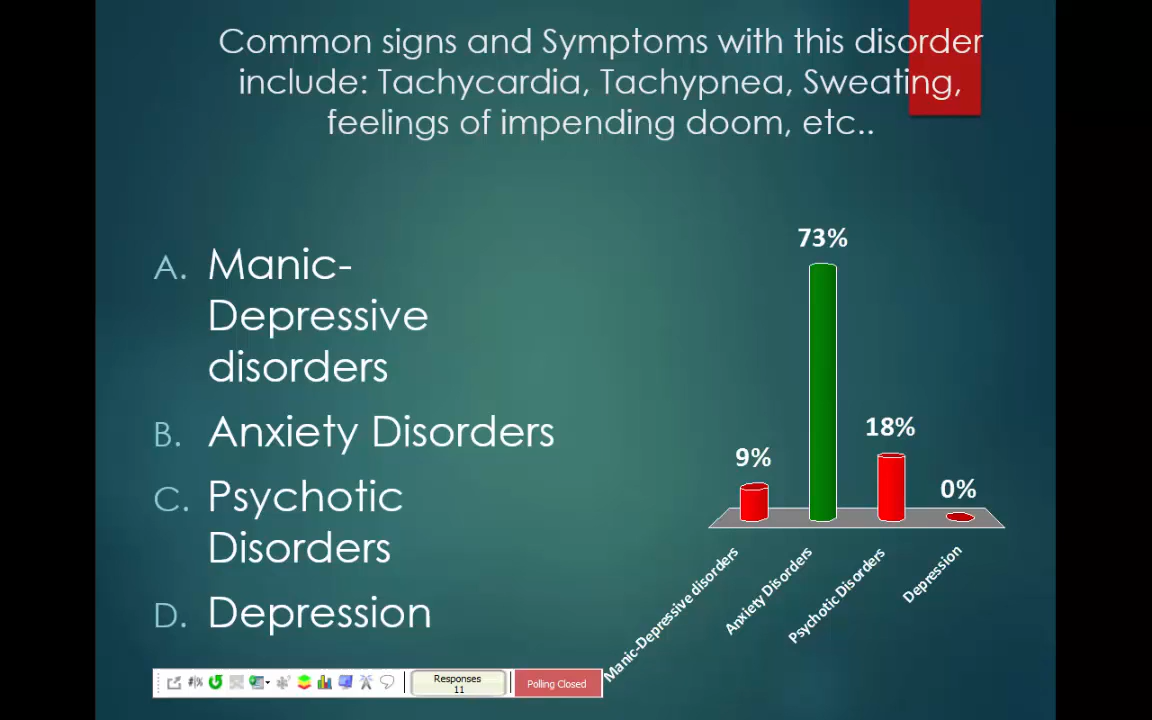 Common signs and Symptoms with this disorder
include: Tachycardia, Tachypnea, Sweating,
feelings of impending doom, etc..
A. Manic-
Depressive
disorders
B. Anxiety Disorders
C. Psychotic
Disorders
D. Depression
73%
18%
9%
0%
Manic-Depressive disorders
Anxiety Disorders
Psychotic Disorders
Depression
Responses
11
Polling Closed